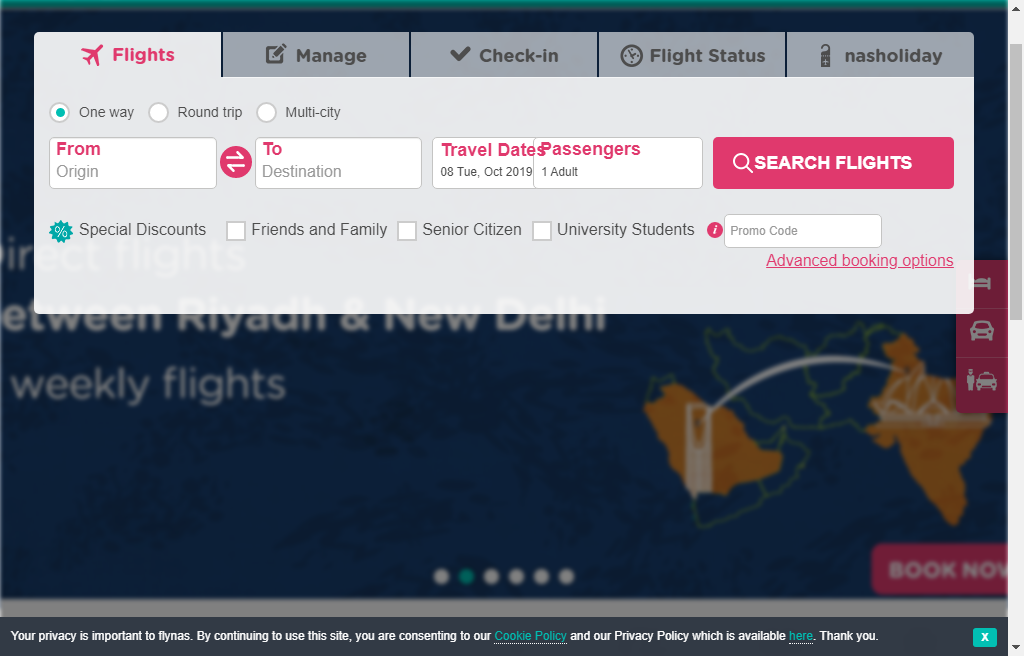 Flights
Manage
Check-in
Flight Status
nasholiday
One way
Round trip
Multi-city
From
Origin
To
Destination
Travel Dates
08 Tue, Oct 2019
Passengers
1 Adult
SEARCH FLIGHTS
% Special Discounts
Friends and Family
Senior Citizen
University Students
i
Promo Code
Advanced booking options
irect flights
etween Riyadh & New Delhi
weekly flights
BOOK NOW
Your privacy is important to flynas. By continuing to use this site, you are consenting to our Cookie Policy and our Privacy Policy which is available here. Thank you.
X